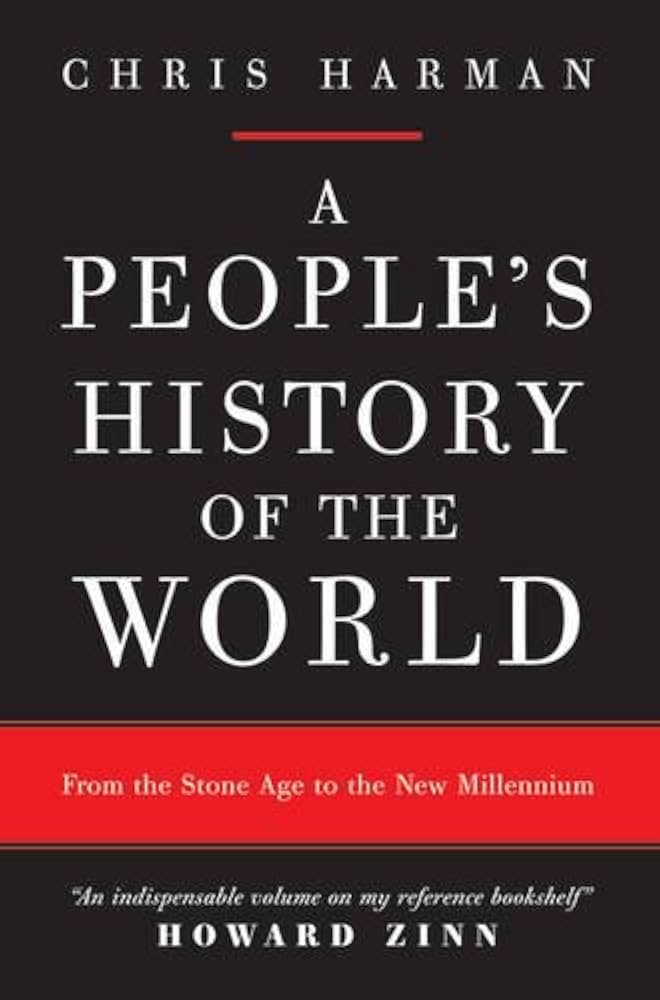 CHRIS HARMAN
A
PEOPLE’S
HISTORY
OF THE
WORLD
From the Stone Age to the New Millennium
“An indispensable volume on my reference bookshelf”
HOWARD ZINN